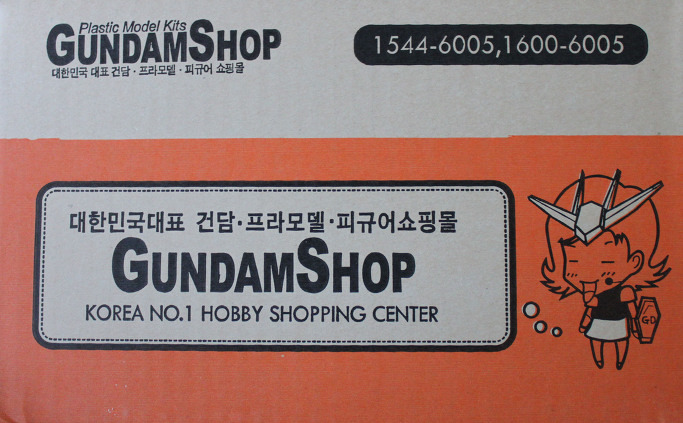 Plastic Model Kits
GUNDAMSHOP
대한민국 대표 건담·프라모델·피규어 쇼핑몰
1544-6005,1600-6005
대한민국대표 건담·프라모델·피규어쇼핑몰
GUNDAMSHOP
KOREA NO.1 HOBBY SHOPPING CENTER
GD